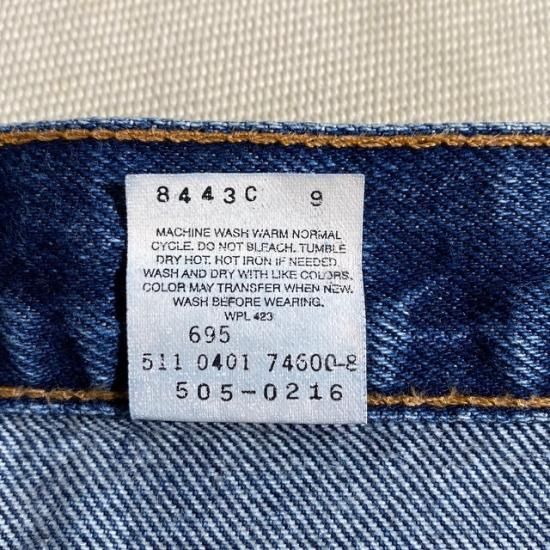 8443C 9
MACHINE WASH WARM NORMAL
CYCLE. DO NOT BLEACH. TUMBLE
DRY HOT. HOT IRON IF NEEDED.
WASH AND DRY WITH LIKE COLORS.
COLOR MAY TRANSFER WHEN NEW.
WASH BEFORE WEARING.
WPL 423
695
511 0401 74600-8
505-0216